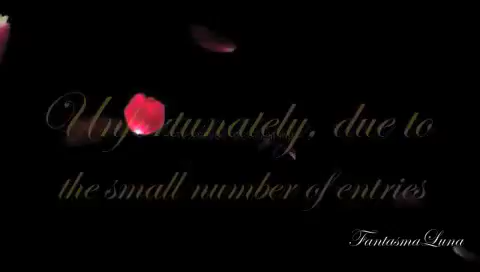 Unfortunately, due to
the small number of entries
FantasmaLuna